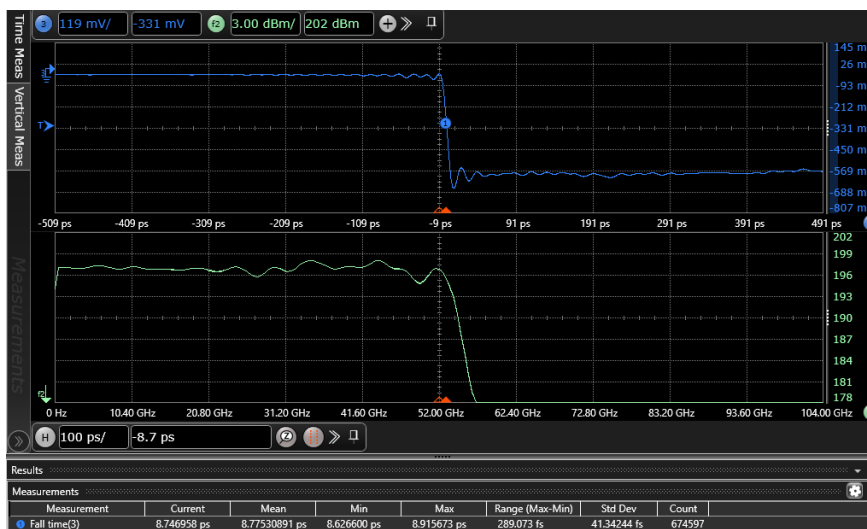 Time Meas
Vertical Meas
Measurements
3 119 mV/ -331 mV f2 3.00 dBm/ 202 dBm
145 m
26 m
-93 m
-212 m
-331 m
-450 m
-569 m
-688 m
-807 m
3
T
1
-509 ps -409 ps -309 ps -209 ps -109 ps -9 ps 91 ps 191 ps 291 ps 391 ps 491 ps
202
199
196
193
190
187
184
181
178
f2
0 Hz 10.40 GHz 20.80 GHz 31.20 GHz 41.60 GHz 52.00 GHz 62.40 GHz 72.80 GHz 83.20 GHz 93.60 GHz 104.00 GHz
H 100 ps/ -8.7 ps
Results
Measurements
Measurement Current Mean Min Max Range (Max-Min) Std Dev Count
1 Fall time(3) 8.746958 ps 8.77530891 ps 8.626600 ps 8.915673 ps 289.073 fs 41.34244 fs 674597